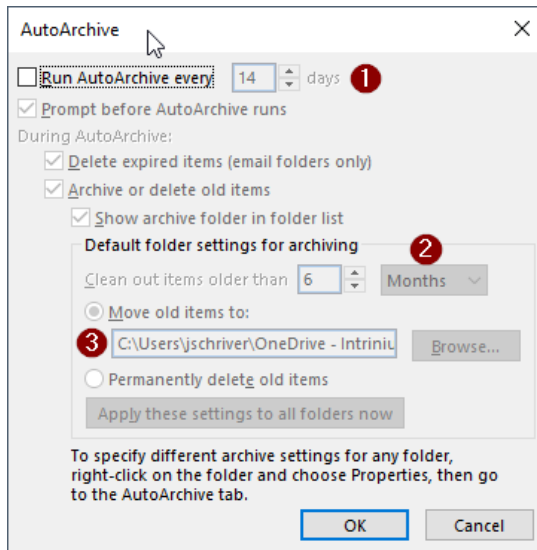 AutoArchive
Run AutoArchive every 14 days 1
Prompt before AutoArchive runs
During AutoArchive:
Delete expired items (email folders only)
Archive or delete old items
Show archive folder in folder list
Default folder settings for archiving
2
Clean out items older than 6 Months
Move old items to:
3 C:\Users\jschriver\OneDrive - Intriniu Browse...
Permanently delete old items
Apply these settings to all folders now
To specify different archive settings for any folder,
right-click on the folder and choose Properties, then go
to the AutoArchive tab.
OK Cancel